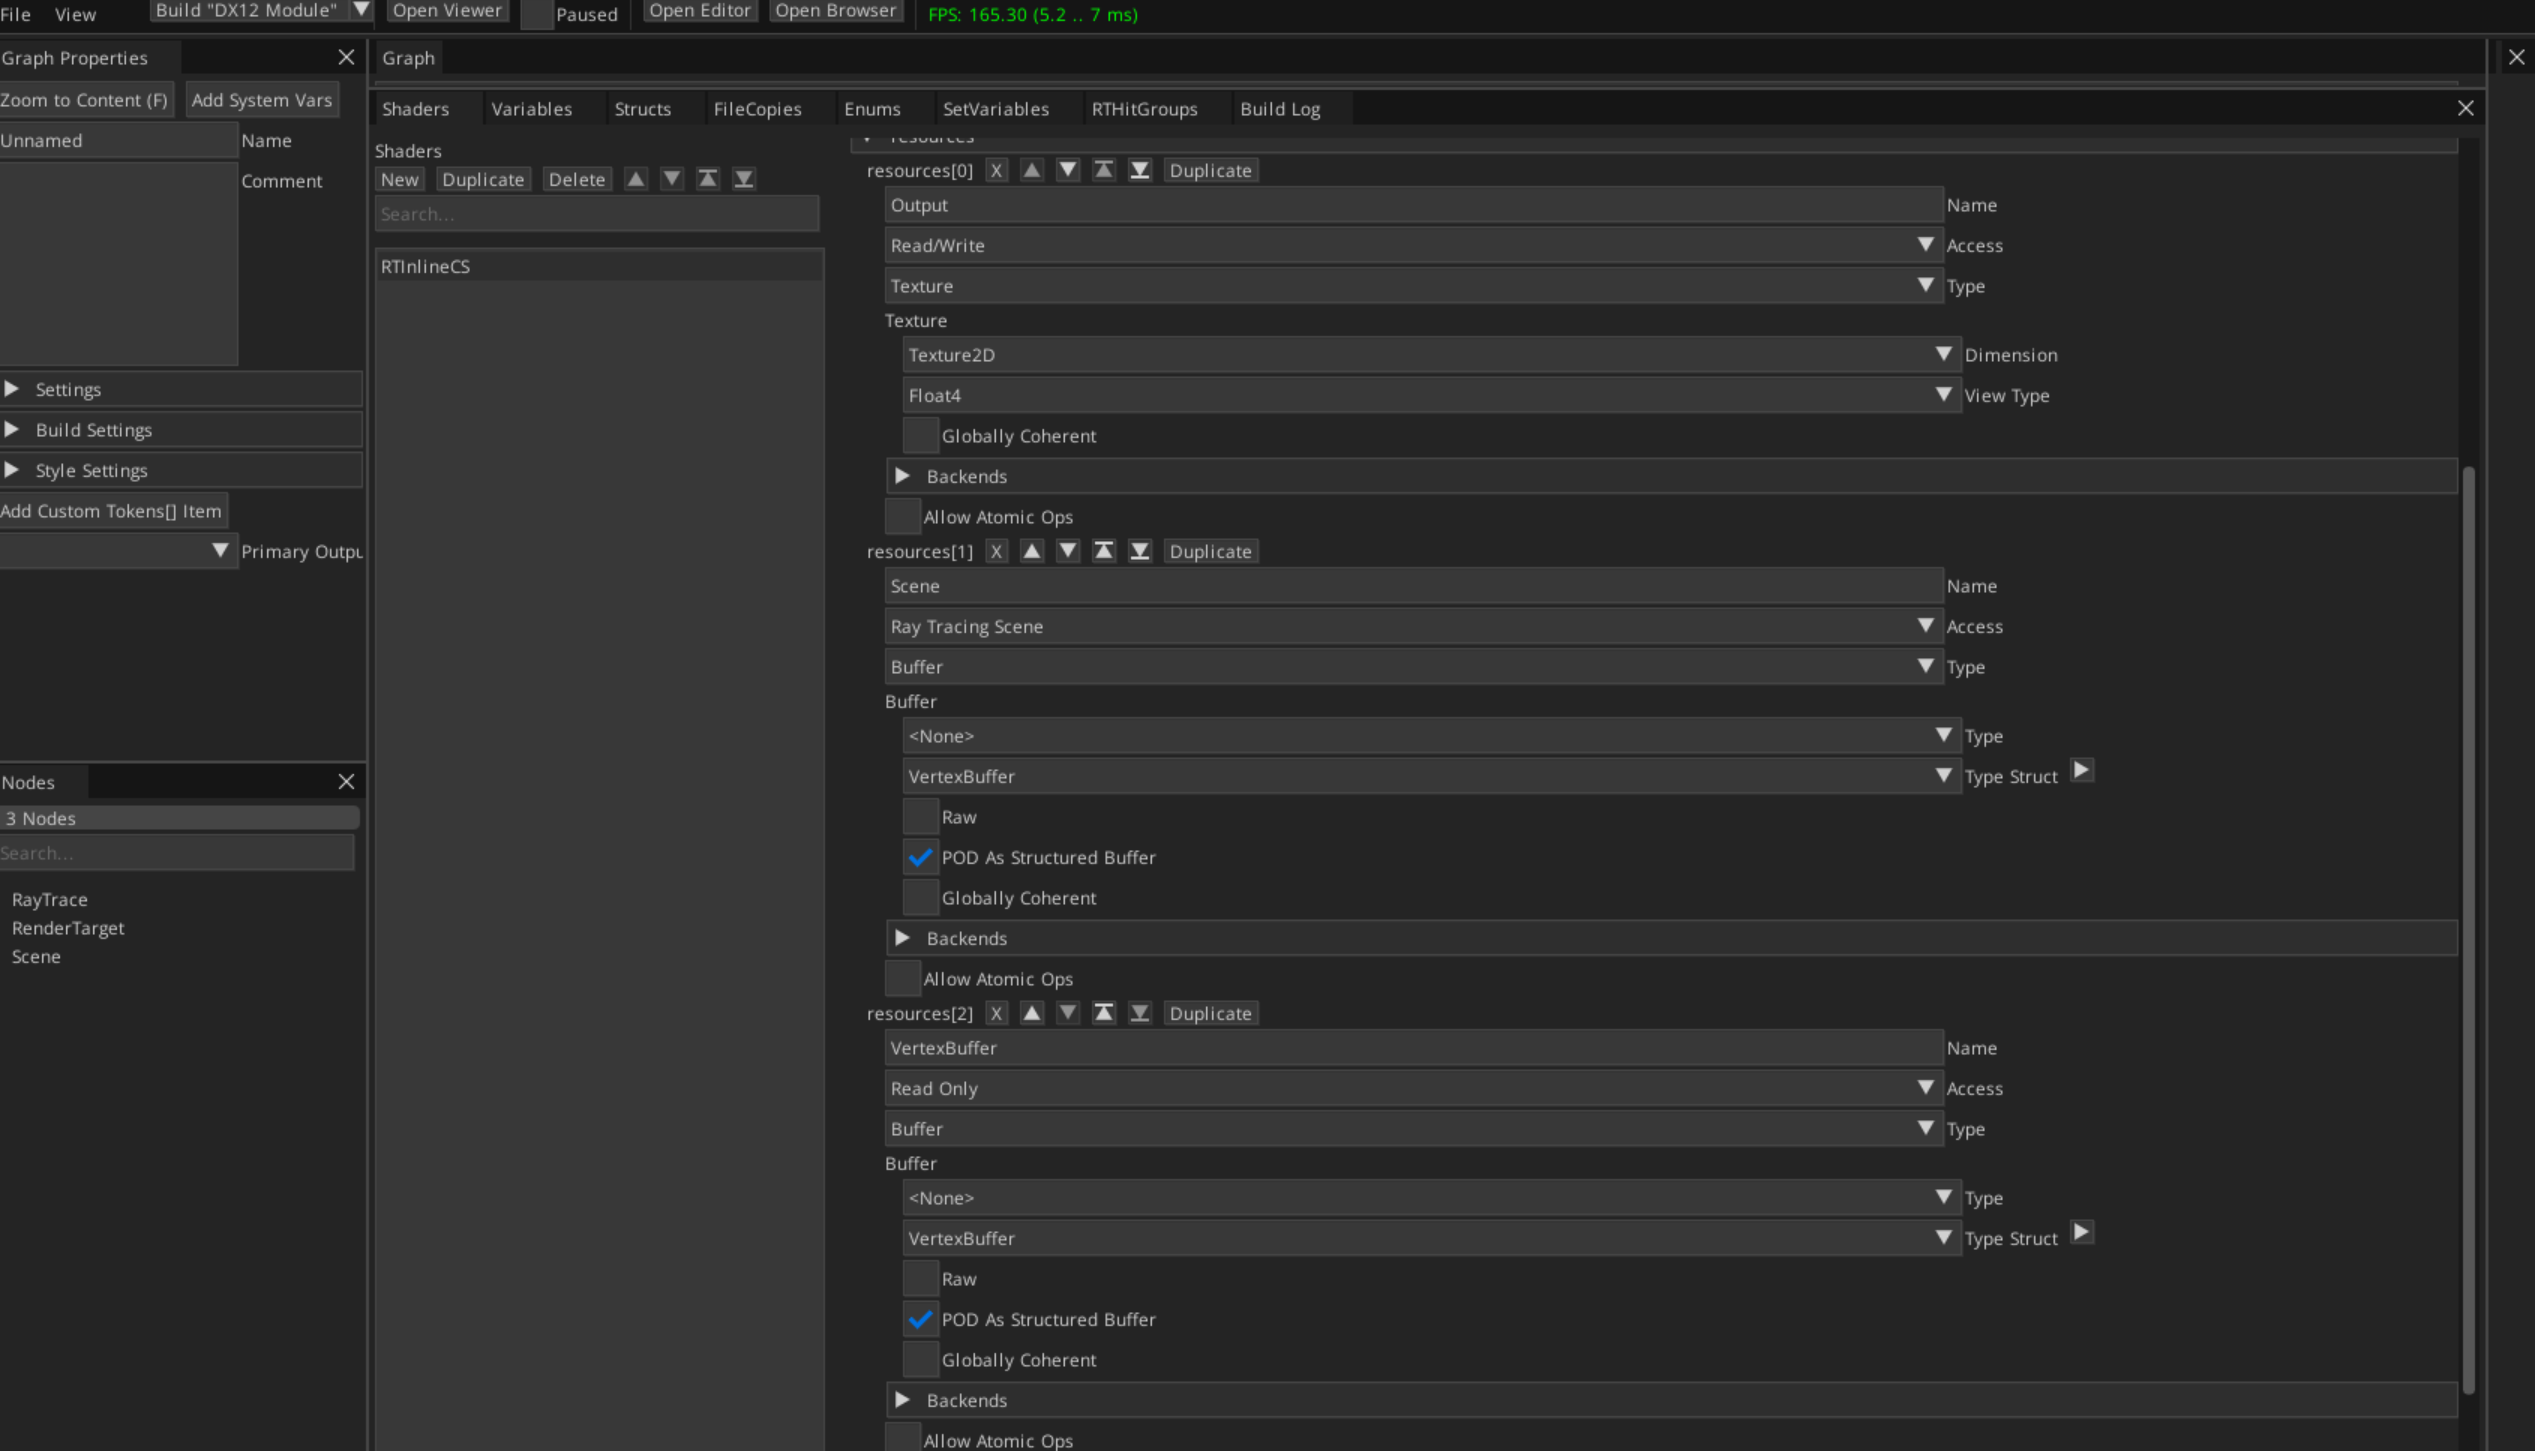 File View Build "DX12 Module" Open Viewer Paused Open Editor Open Browser FPS: 165.30 (5.2 .. 7 ms)
Graph Properties
Zoom to Content (F) Add System Vars
Unnamed Name
Comment
Settings
Build Settings
Style Settings
Add Custom Tokens[] Item
Primary Outpu
Nodes
3 Nodes
Search...
RayTrace
RenderTarget
Scene
Graph
Shaders Variables Structs FileCopies Enums SetVariables RTHitGroups Build Log
Shaders
New Duplicate Delete
Search...
RTInlineCS
resources
resources[0] X Duplicate
Output Name
Read/Write Access
Texture Type
Texture
Texture2D Dimension
Float4 View Type
Globally Coherent
Backends
Allow Atomic Ops
resources[1] X Duplicate
Scene Name
Ray Tracing Scene Access
Buffer Type
Buffer
<None> Type
VertexBuffer Type Struct
Raw
POD As Structured Buffer
Globally Coherent
Backends
Allow Atomic Ops
resources[2] X Duplicate
VertexBuffer Name
Read Only Access
Buffer Type
Buffer
<None> Type
VertexBuffer Type Struct
Raw
POD As Structured Buffer
Globally Coherent
Backends
Allow Atomic Ops